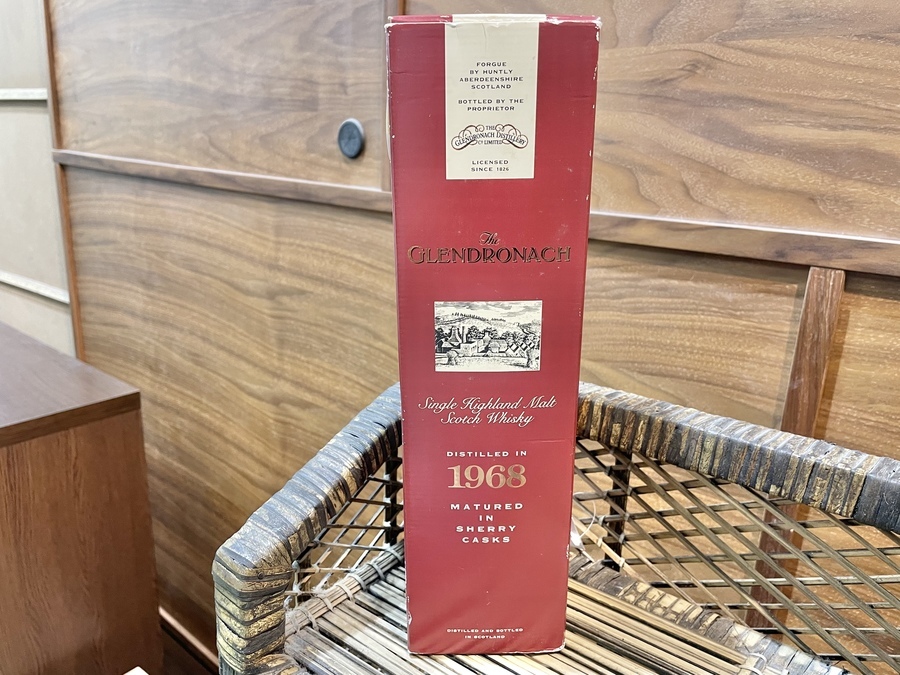 FORGUE
BY HUNTLY
ABERDEENSHIRE
SCOTLAND
BOTTLED BY THE
PROPRIETOR
THE
GLENDRONACH DISTILLERY
CO LIMITED
LICENSED
SINCE 1826
The
GLENDRONACH
Single Highland Malt
Scotch Whisky
DISTILLED IN
1968
MATURED
IN
SHERRY
CASKS
DISTILLED AND BOTTLED
IN SCOTLAND